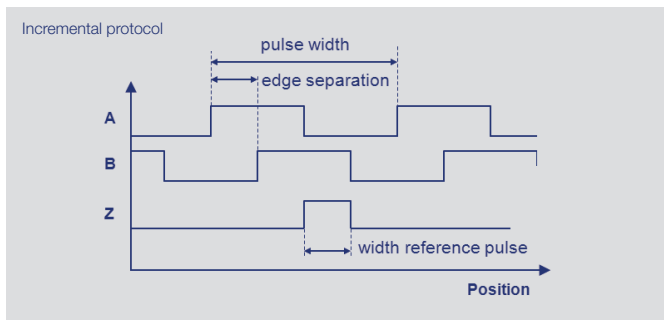 Incremental protocol
pulse width
edge separation
A
B
Z
width reference pulse
Position